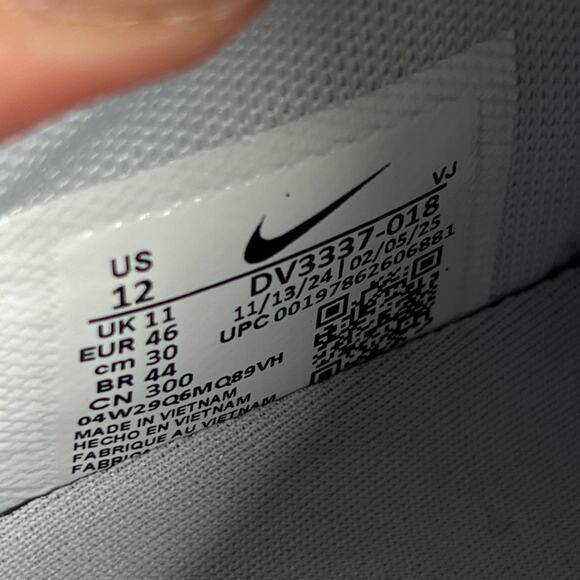 US
12
UK 11
EUR 46
cm 30
BR 44
CN 300
VJ
DV3337-018
11/13/24 | 02/05/25
UPC 00197862606881
04W29Q6MQ89VH
MADE IN VIETNAM
HECHO EN VIETNAM
FABRIQUE AU VIETNAM